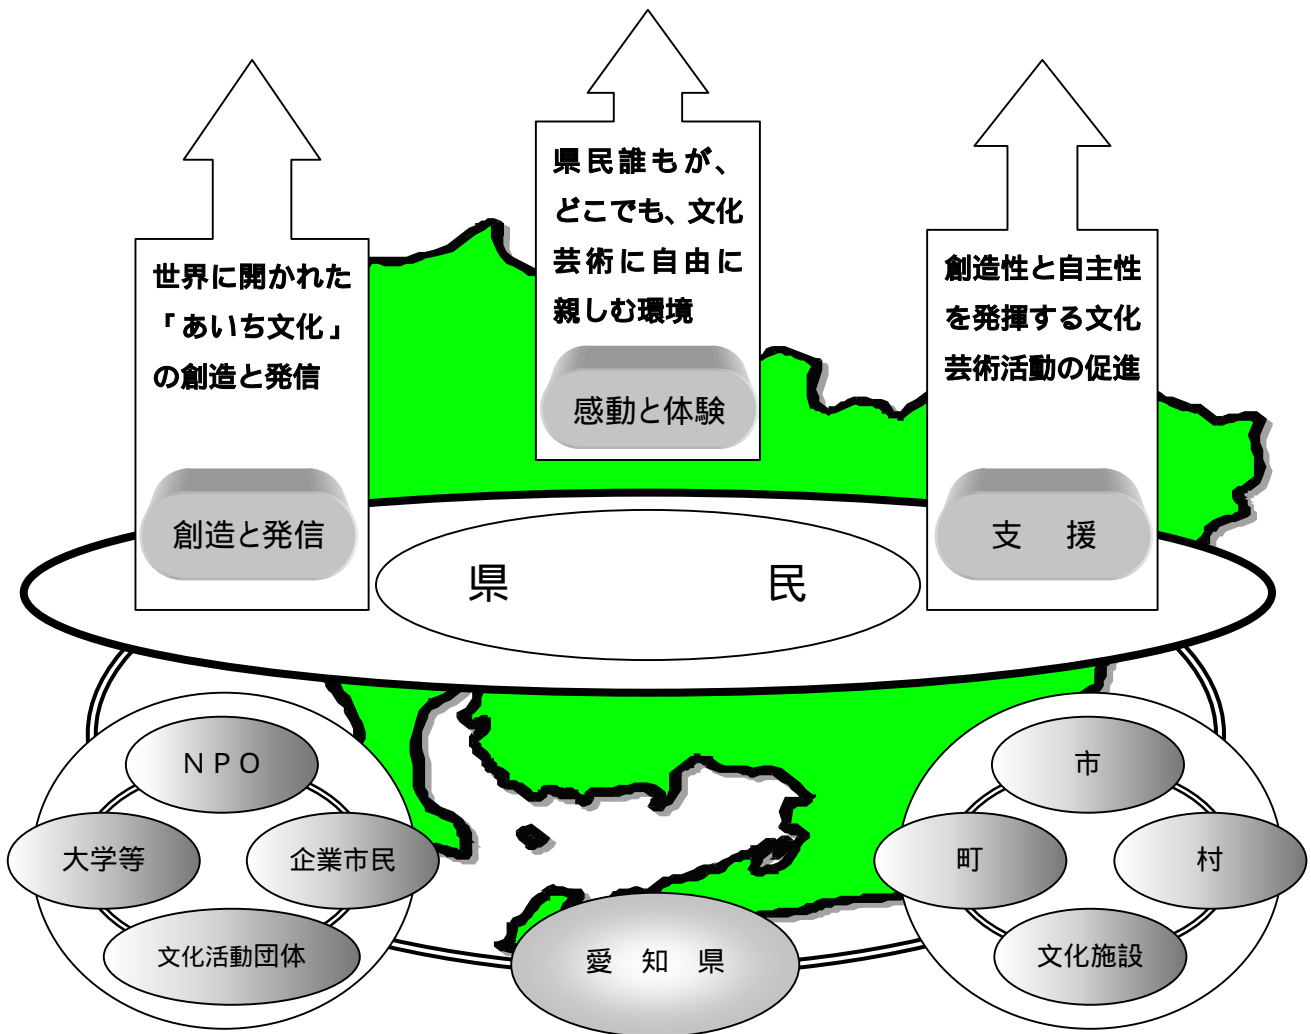 県民誰もが、
どこでも、文化
芸術に自由に
親しむ環境
感動と体験
世界に開かれた
「あいち文化」
の創造と発信
創造と発信
創造性と自主性
を発揮する文化
芸術活動の促進
支 援
県 民
NPO
大学等
企業市民
文化活動団体
愛 知 県
市
町
村
文化施設